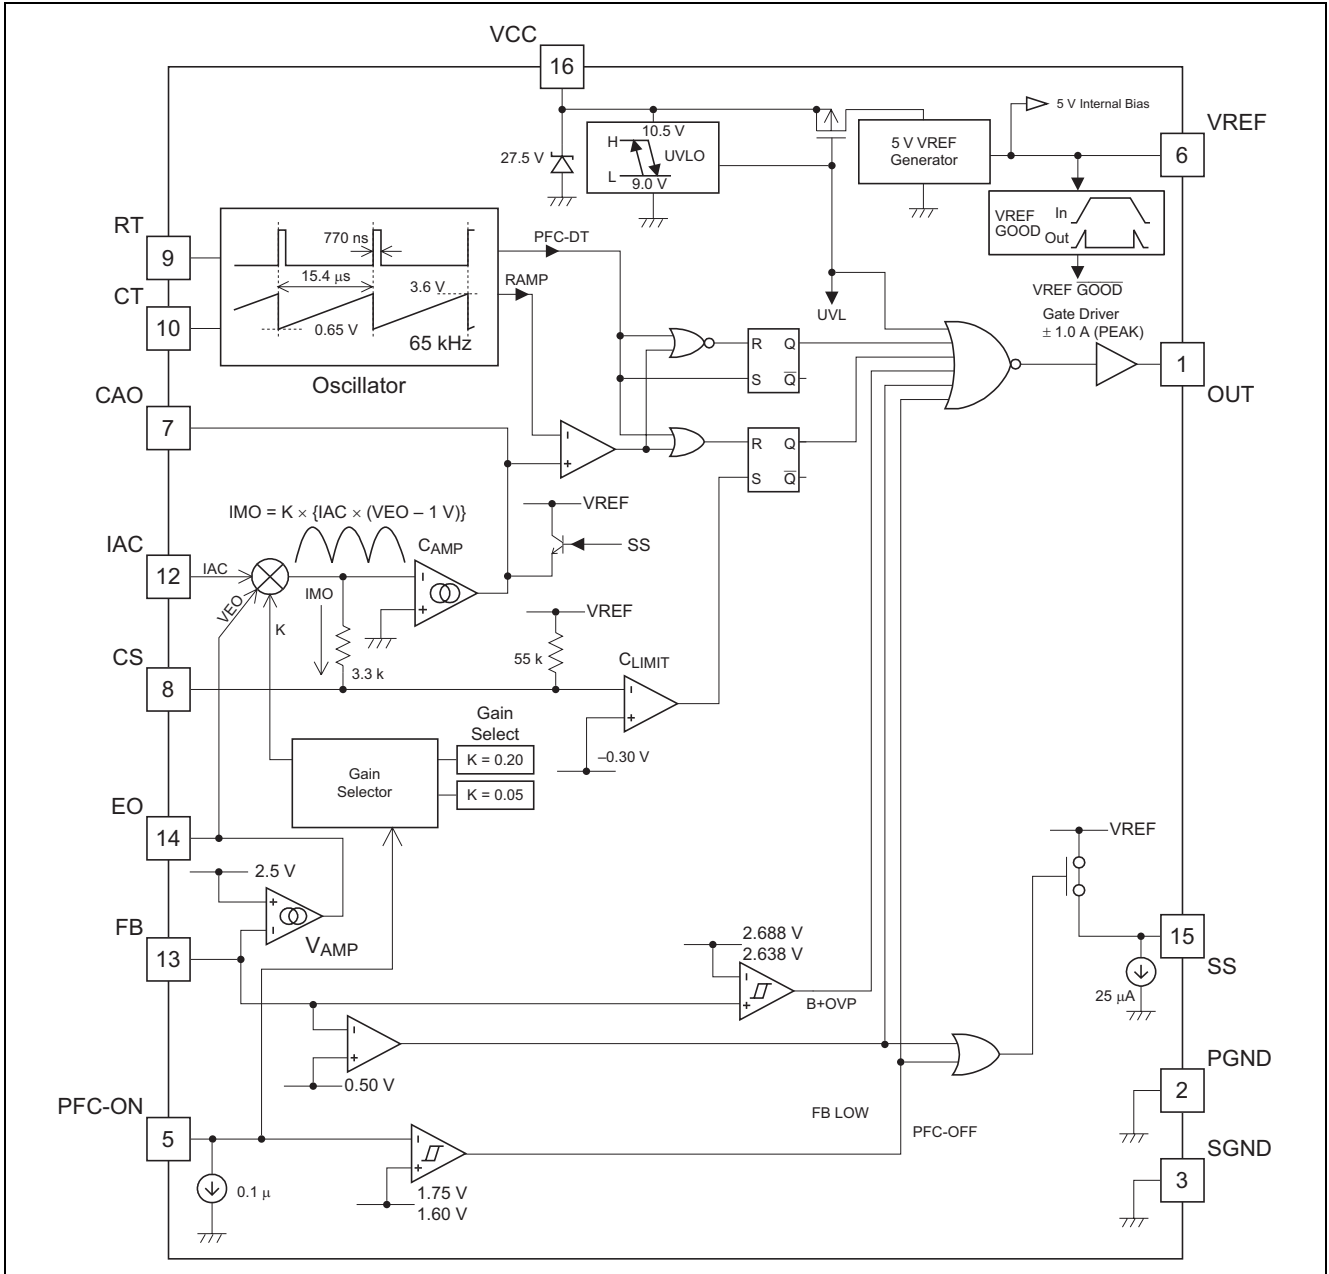 VCC
16
5 V Internal Bias
VREF
6
10.5 V
H
UVLO
L
9.0 V
27.5 V
5 V VREF
Generator
VREF
GOOD
In
Out
VREF GOOD
RT
9
CT
10
770 ns
15.4 μs
3.6 V
0.65 V
65 kHz
Oscillator
PFC-DT
RAMP
UVL
Gate Driver
± 1.0 A (PEAK)
1
OUT
R
Q
S
Q
R
Q
S
Q
CAO
7
IMO = K × {IAC × (VEO – 1 V)}
VREF
SS
IAC
12
IAC
VEO
K
IMO
CAMP
3.3 k
CS
8
VREF
55 k
CLIMIT
–0.30 V
Gain
Select
K = 0.20
K = 0.05
Gain
Selector
EO
14
2.5 V
FB
13
VAMP
2.688 V
2.638 V
B+OVP
VREF
15
SS
25 μA
0.50 V
PGND
2
PFC-ON
5
FB LOW
PFC-OFF
SGND
3
0.1 μ
1.75 V
1.60 V